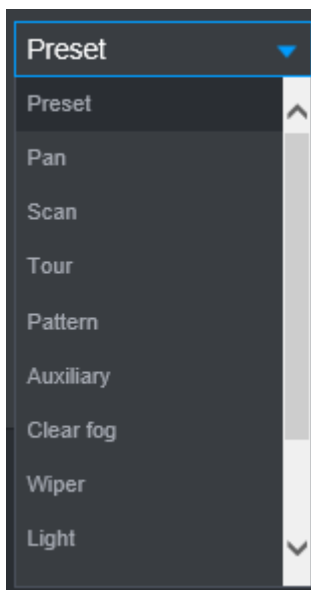 Preset
Preset
Pan
Scan
Tour
Pattern
Auxiliary
Clear fog
Wiper
Light